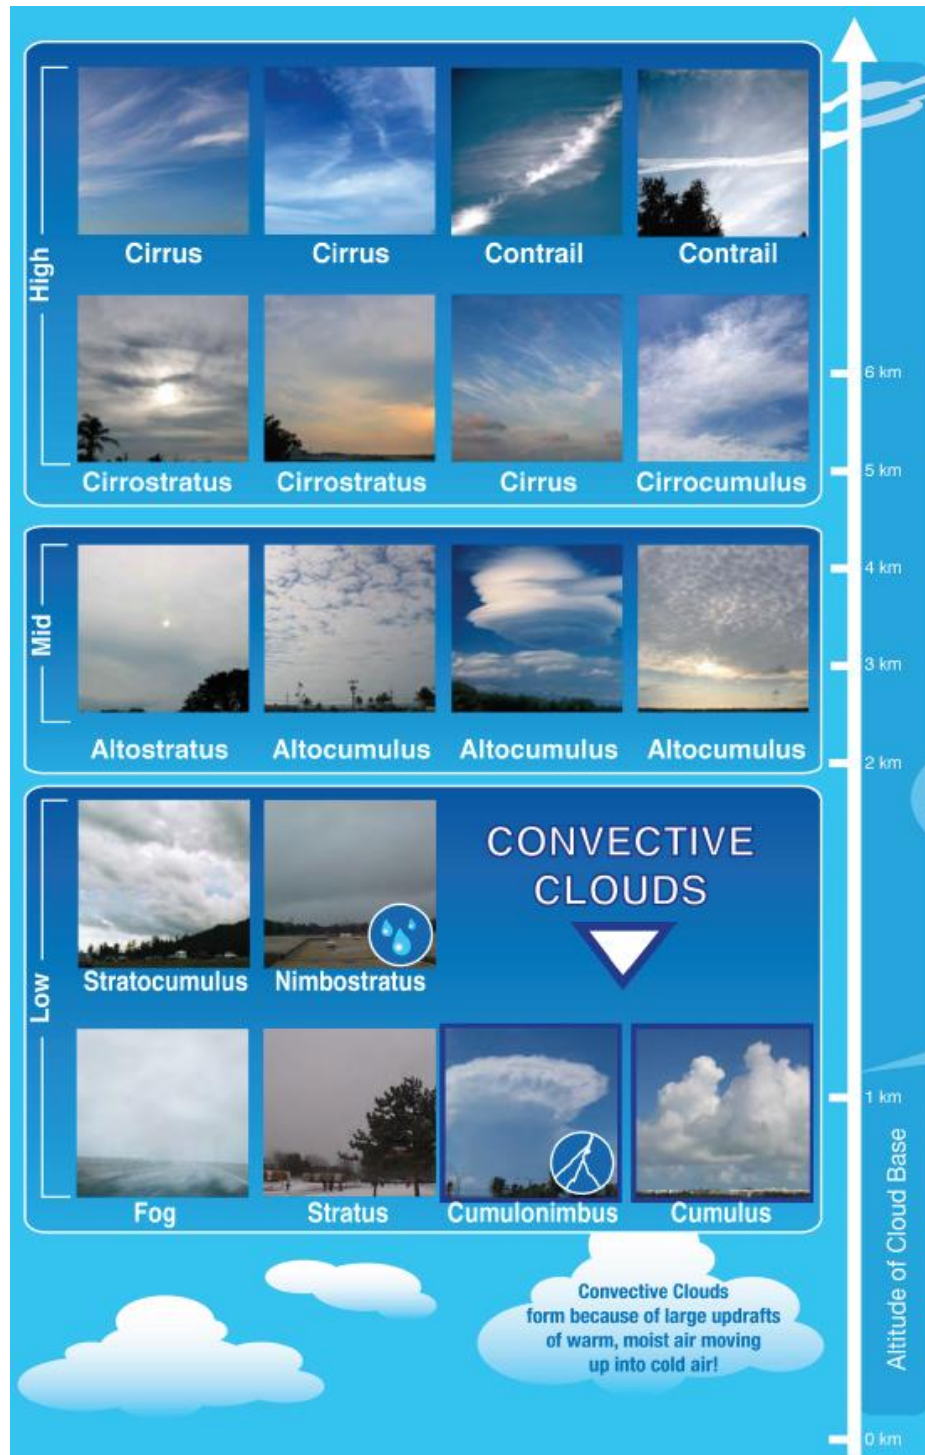 High
Cirrus
Cirrus
Contrail
Contrail
Cirrostratus
Cirrostratus
Cirrus
Cirrocumulus
Mid
Altostratus
Altocumulus
Altocumulus
Altocumulus
Low
Stratocumulus
Nimbostratus
CONVECTIVE
CLOUDS
Fog
Stratus
Cumulonimbus
Cumulus
Convective Clouds
form because of large updrafts
of warm, moist air moving
up into cold air!
6 km
5 km
4 km
3 km
2 km
1 km
0 km
Altitude of Cloud Base